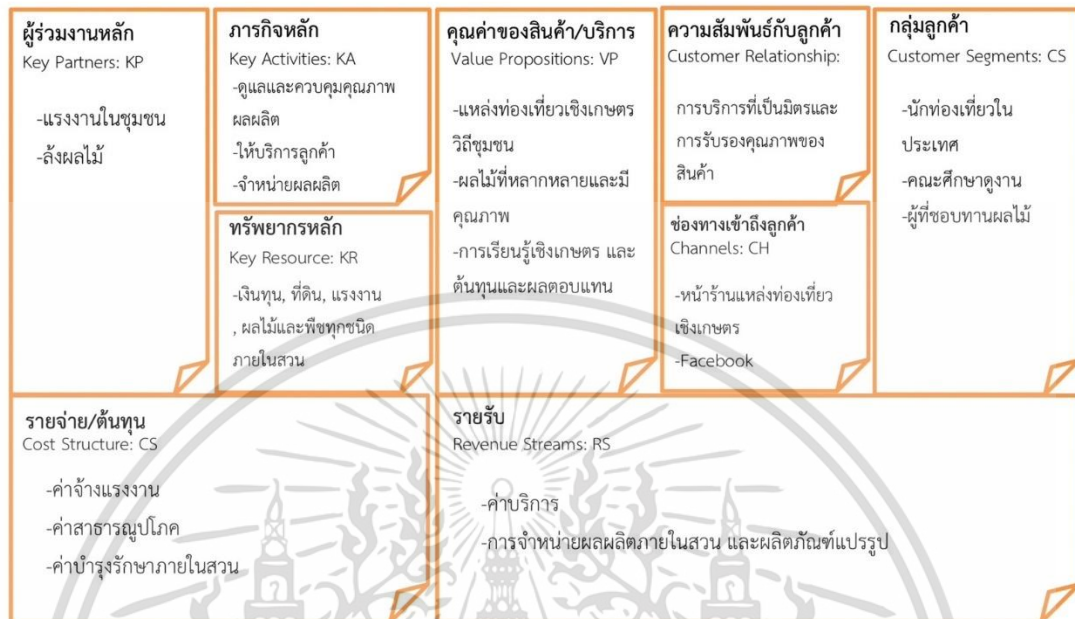 ผู้ร่วมงานหลัก
Key Partners: KP
-แรงงานในชุมชน
-ล้งผลไม้
ภารกิจหลัก
Key Activities: KA
-ดูแลและควบคุมคุณภาพ
ผลผลิต
-ให้บริการลูกค้า
-จำหน่ายผลผลิต
ทรัพยากรหลัก
Key Resource: KR
-เงินทุน, ที่ดิน, แรงงาน
, ผลไม้และพืชทุกชนิด
ภายในสวน
คุณค่าของสินค้า/บริการ
Value Propositions: VP
-แหล่งท่องเที่ยวเชิงเกษตร
วิถีชุมชน
-ผลไม้ที่หลากหลายและมี
คุณภาพ
-การเรียนรู้เชิงเกษตร และ
ต้นทุนและผลตอบแทน
ความสัมพันธ์กับลูกค้า
Customer Relationship:
การบริการที่เป็นมิตรและ
การรับรองคุณภาพของ
สินค้า
ช่องทางเข้าถึงลูกค้า
Channels: CH
-หน้าร้านแหล่งท่องเที่ยว
เชิงเกษตร
-Facebook
กลุ่มลูกค้า
Customer Segments: CS
-นักท่องเที่ยวใน
ประเทศ
-คณะศึกษาดูงาน
-ผู้ที่ชอบทานผลไม้
รายจ่าย/ต้นทุน
Cost Structure: CS
-ค่าจ้างแรงงาน
-ค่าสาธารณูปโภค
-ค่าบำรุงรักษาภายในสวน
รายรับ
Revenue Streams: RS
-ค่าบริการ
-การจำหน่ายผลผลิตภายในสวน และผลิตภัณฑ์แปรรูป